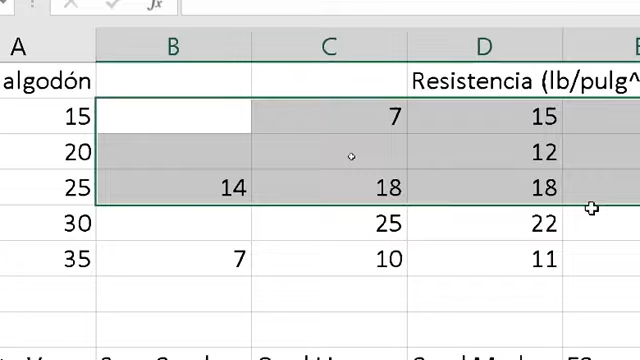 fx
A B C D
algodón Resistencia (lb/pulg^
15 7 15
20 12
25 14 18 18
30 25 22
35 7 10 11